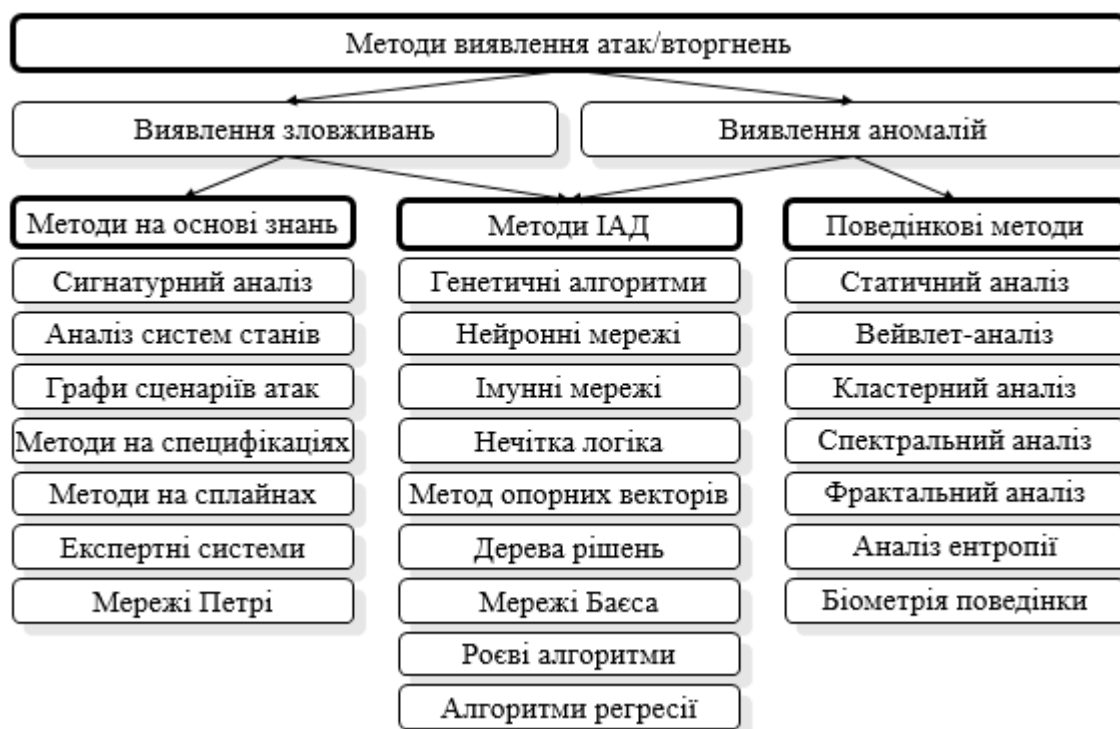 Методи виявлення атак/вторгнень
Виявлення зловживань
Виявлення аномалій
Методи на основі знань
Сигнатурний аналіз
Аналіз систем станів
Графи сценаріїв атак
Методи на специфікаціях
Методи на сплайнах
Експертні системи
Мережі Петрі
Методи ІАД
Генетичні алгоритми
Нейронні мережі
Імунні мережі
Нечітка логіка
Метод опорних векторів
Дерева рішень
Мережі Баєса
Роєві алгоритми
Алгоритми регресії
Поведінкові методи
Статичний аналіз
Вейвлет-аналіз
Кластерний аналіз
Спектральний аналіз
Фрактальний аналіз
Аналіз ентропії
Біометрія поведінки